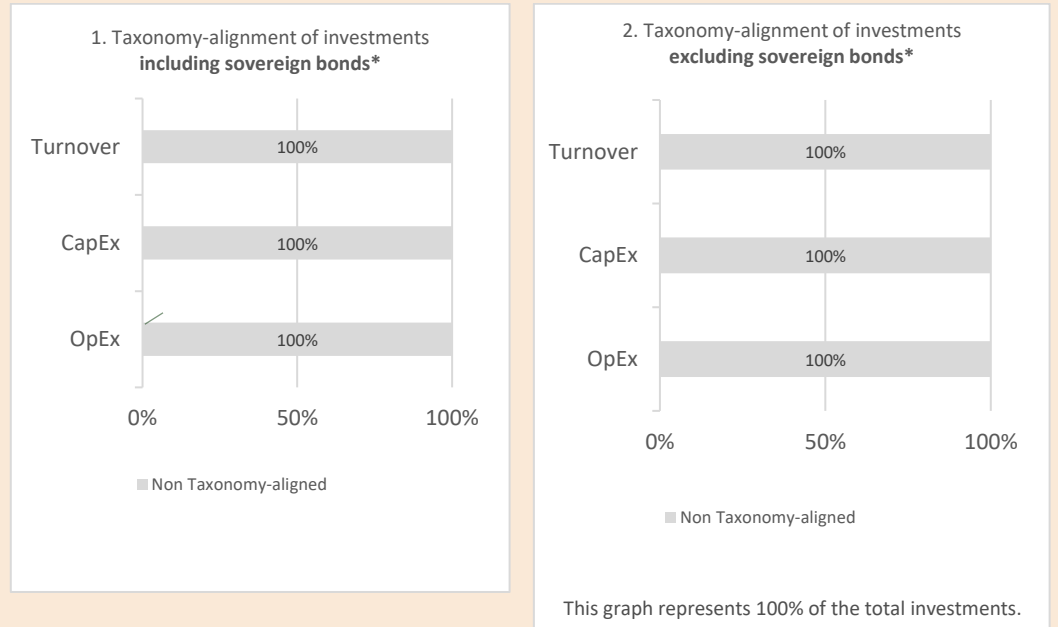 1. Taxonomy-alignment of investments
including sovereign bonds*
Turnover
100%
CapEx
100%
OpEx
100%
0%
50%
100%
Non Taxonomy-aligned
2. Taxonomy-alignment of investments
excluding sovereign bonds*
Turnover
100%
CapEx
100%
OpEx
100%
0%
50%
100%
Non Taxonomy-aligned
This graph represents 100% of the total investments.